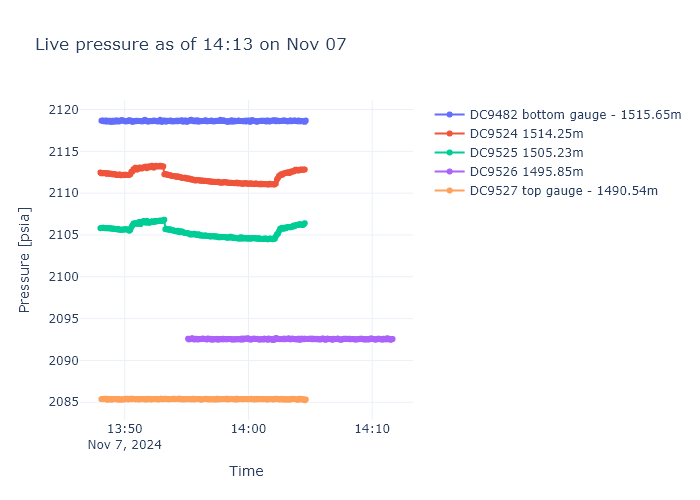 Live pressure as of 14:13 on Nov 07
Pressure [psia]
2120
2115
2110
2105
2100
2095
2090
2085
13:50
Nov 7, 2024
14:00
14:10
Time
DC9482 bottom gauge - 1515.65m
DC9524 1514.25m
DC9525 1505.23m
DC9526 1495.85m
DC9527 top gauge - 1490.54m